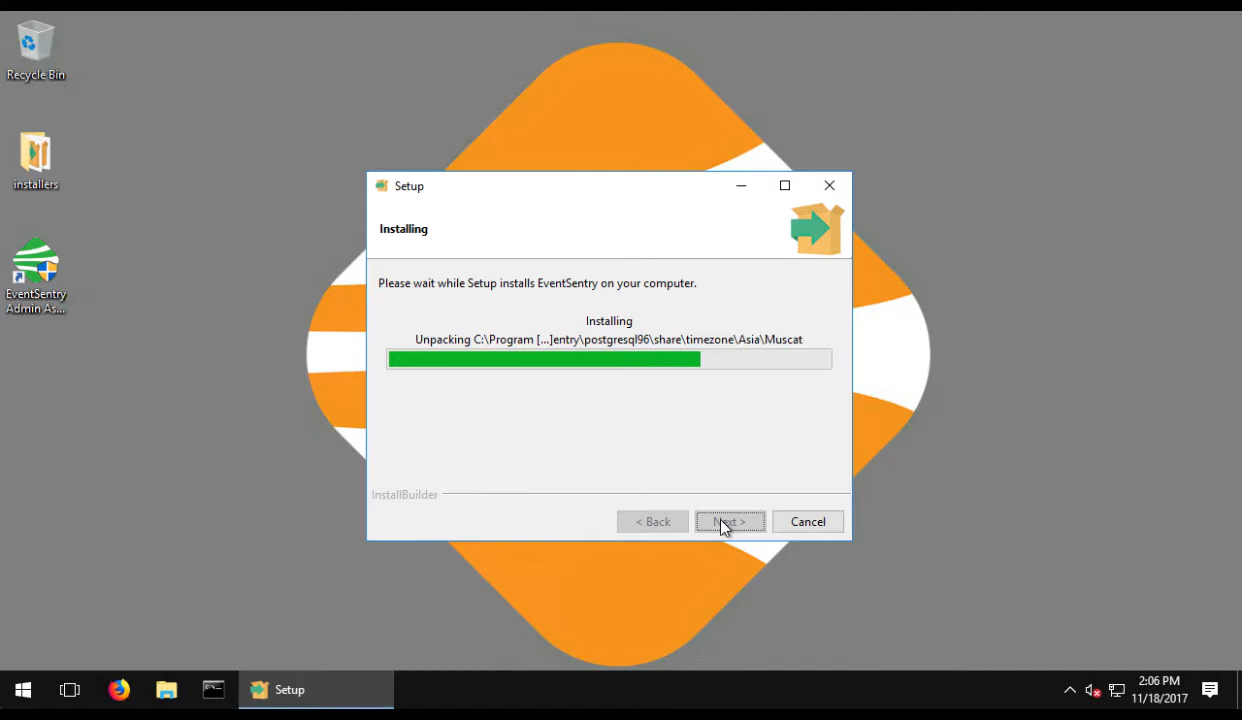 Recycle Bin
installers
EventSentry
Admin As...
Setup
Installing
Please wait while Setup installs EventSentry on your computer.
Installing
Unpacking C:\Program [...]entry\postgresql96\share\timezone\Asia\Muscat
InstallBuilder
< Back
Next >
Cancel
Setup
2:06 PM
11/18/2017